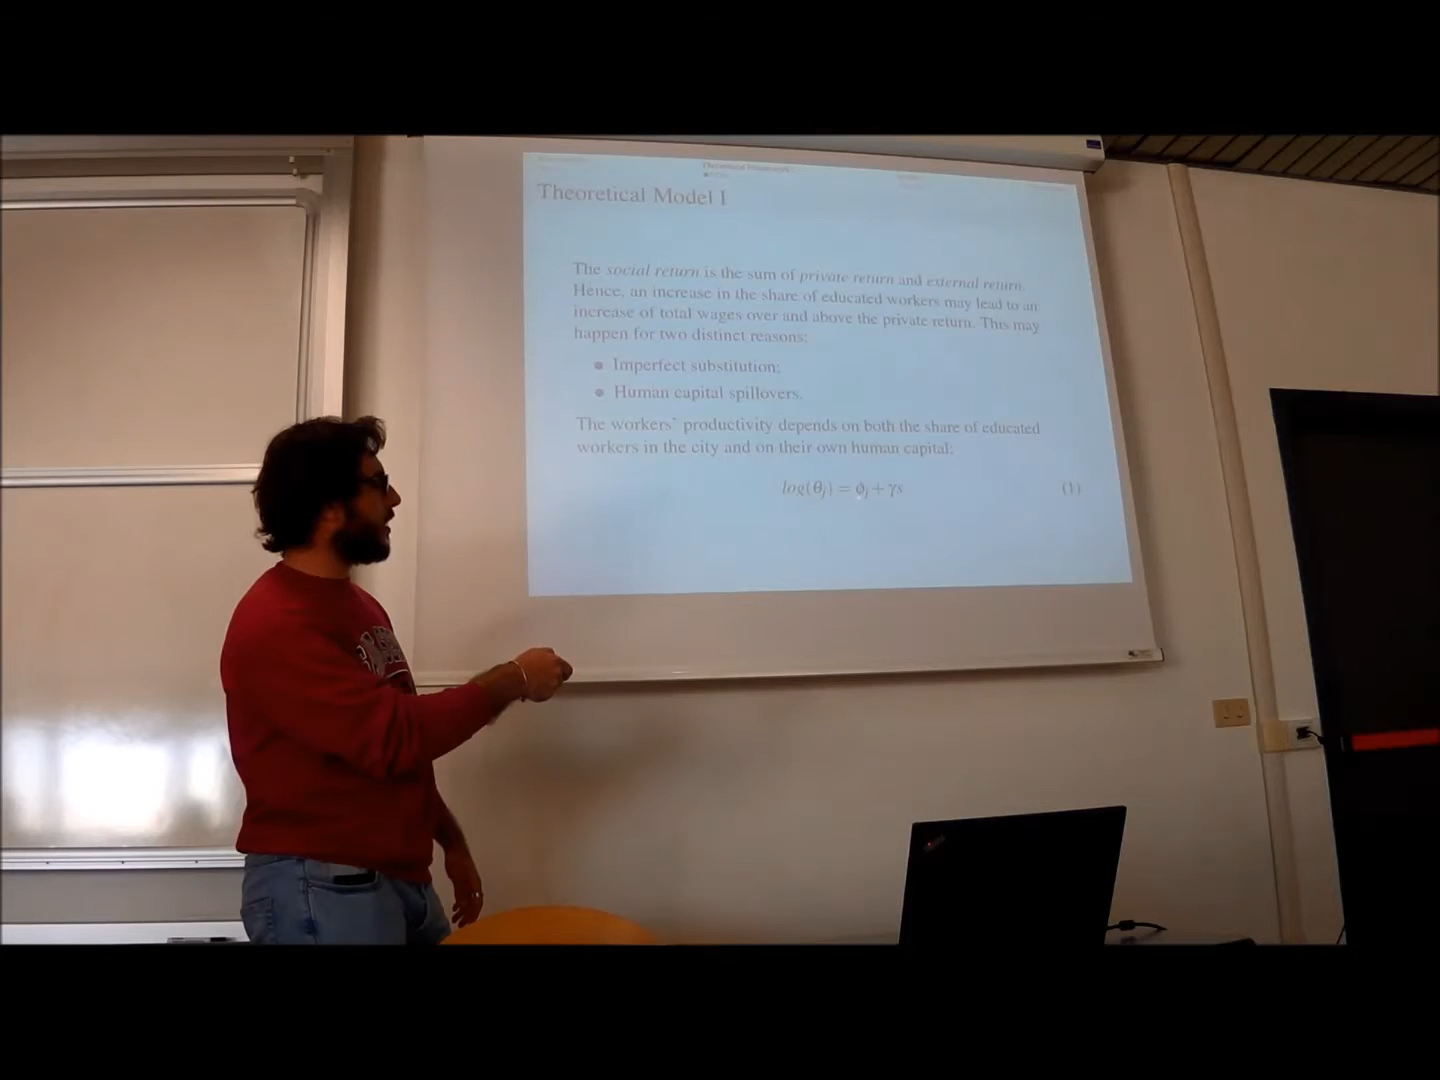 Theoretical Framework
Theoretical Model I
The social return is the sum of private return and external return.
Hence, an increase in the share of educated workers may lead to an
increase of total wages over and above the private return. This may
happen for two distinct reasons:
Imperfect substitution;
Human capital spillovers.
The workers' productivity depends on both the share of educated
workers in the city and on their own human capital:
log(θj) = ϕj + γs (1)